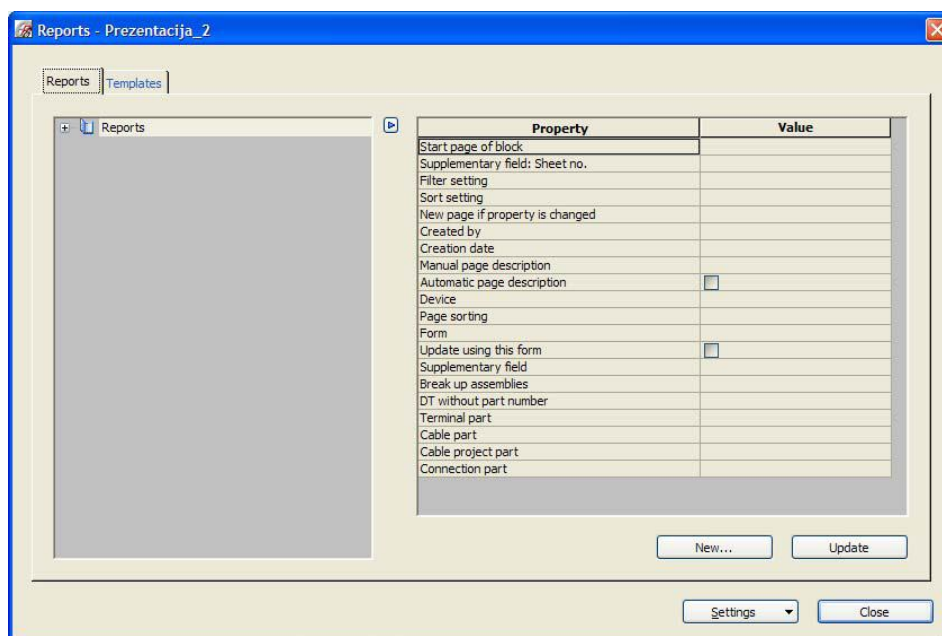 Reports - Prezentacija_2
Reports Templates
Reports
Property Value
Start page of block
Supplementary field: Sheet no.
Filter setting
Sort setting
New page if property is changed
Created by
Creation date
Manual page description
Automatic page description
Device
Page sorting
Form
Update using this form
Supplementary field
Break up assemblies
DT without part number
Terminal part
Cable part
Cable project part
Connection part
New... Update
Settings Close